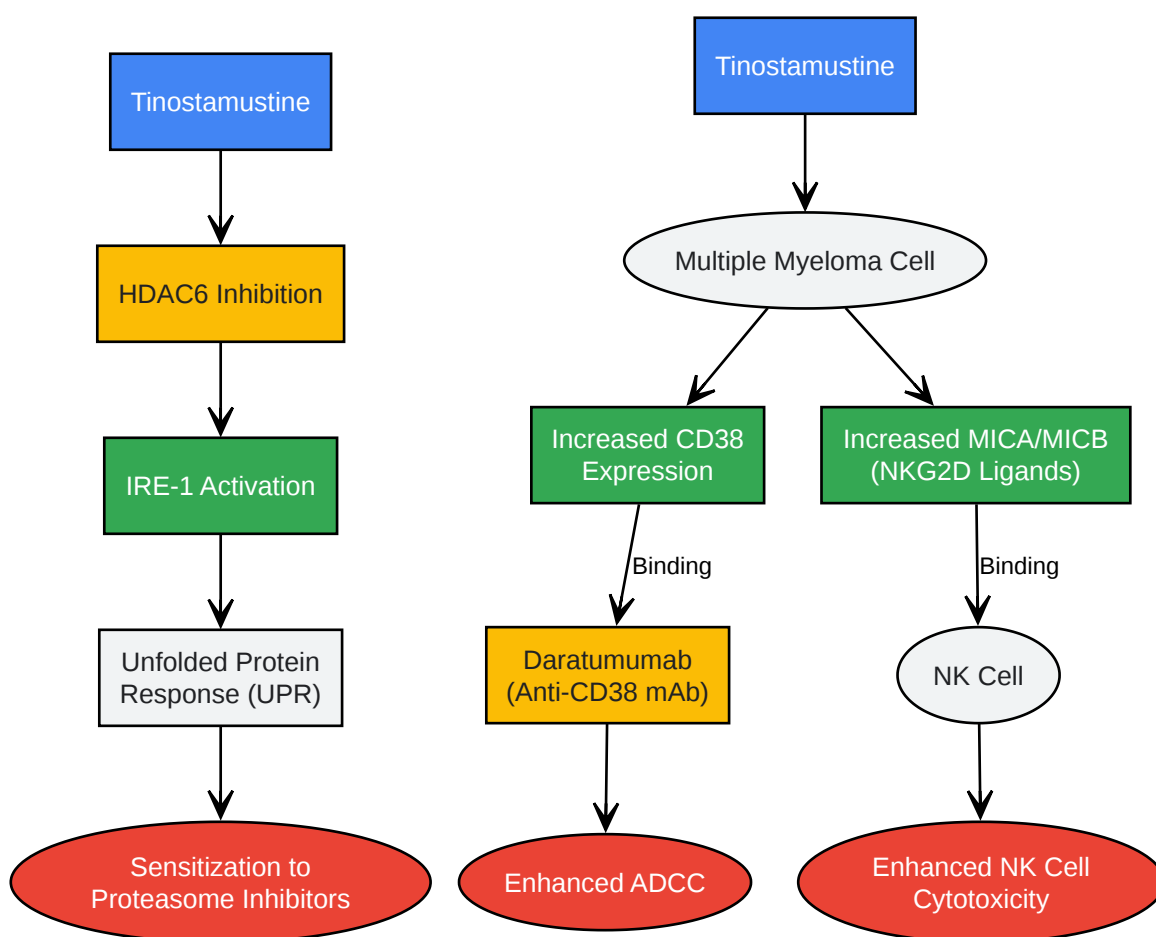 Tinostamustine
HDAC6 Inhibition
IRE-1 Activation
Unfolded Protein
Response (UPR)
Sensitization to
Proteasome Inhibitors
Tinostamustine
Multiple Myeloma Cell
Increased CD38
Expression
Binding
Daratumumab
(Anti-CD38 mAb)
Enhanced ADCC
Increased MICA/MICB
(NKG2D Ligands)
Binding
NK Cell
Enhanced NK Cell
Cytotoxicity